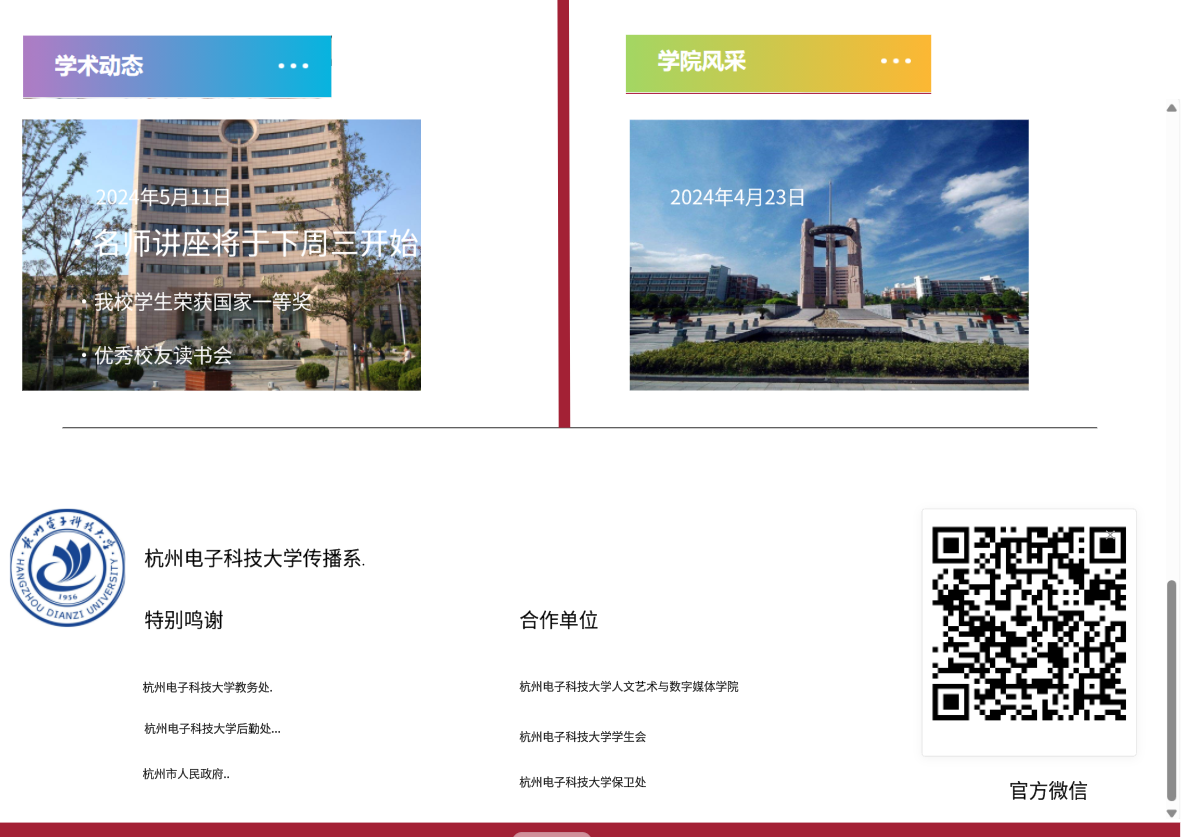 学术动态
2024年5月11日
• 名师讲座将于下周三开始
• 我校学生荣获国家一等奖
• 优秀校友读书会
学院风采
2024年4月23日
杭州电子科技大学
HANGZHOU DIANZI UNIVERSITY
1956
杭州电子科技大学传播系.
特别鸣谢
杭州电子科技大学教务处.
杭州电子科技大学后勤处...
杭州市人民政府..
合作单位
杭州电子科技大学人文艺术与数字媒体学院
杭州电子科技大学学生会
杭州电子科技大学保卫处
官方微信